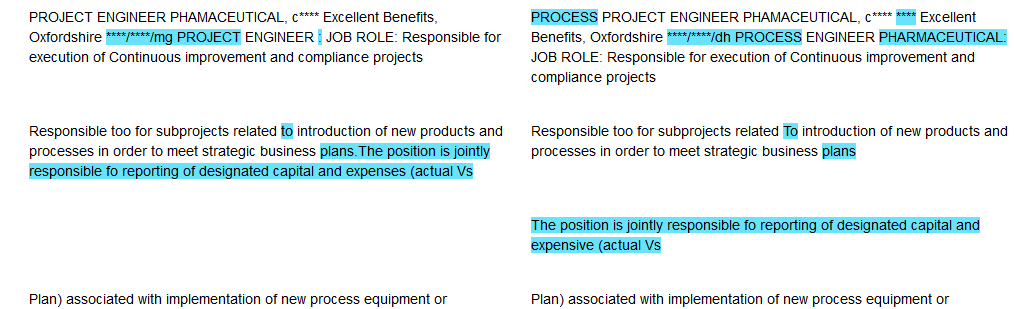 PROJECT ENGINEER PHAMACEUTICAL, c**** Excellent Benefits,
Oxfordshire ****/****/mg PROJECT ENGINEER : JOB ROLE: Responsible for
execution of Continuous improvement and compliance projects
Responsible too for subprojects related to introduction of new products and
processes in order to meet strategic business plans.The position is jointly
responsible fo reporting of designated capital and expenses (actual Vs
Plan) associated with implementation of new process equipment or
PROCESS PROJECT ENGINEER PHAMACEUTICAL, c**** **** Excellent
Benefits, Oxfordshire ****/****/dh PROCESS ENGINEER PHARMACEUTICAL:
JOB ROLE: Responsible for execution of Continuous improvement and
compliance projects
Responsible too for subprojects related To introduction of new products and
processes in order to meet strategic business plans
The position is jointly responsible fo reporting of designated capital and
expensive (actual Vs
Plan) associated with implementation of new process equipment or